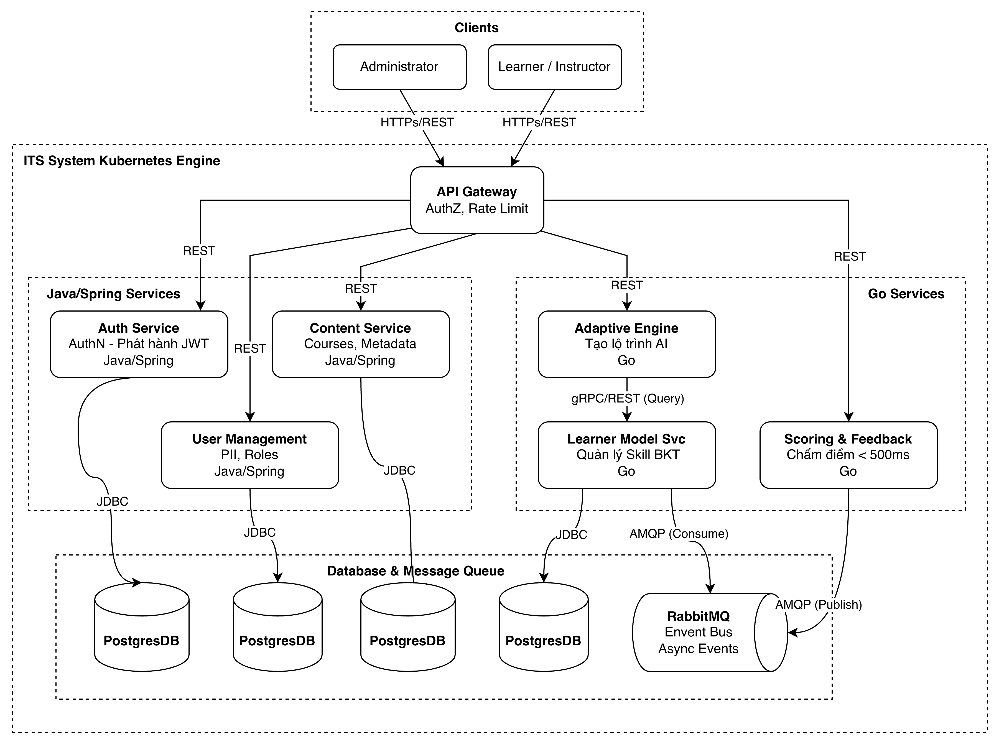 Clients
Administrator
Learner / Instructor
HTTPs/REST
HTTPs/REST
ITS System Kubernetes Engine
API Gateway
AuthZ, Rate Limit
REST
REST
REST
REST
Java/Spring Services
Go Services
Auth Service
AuthN - Phát hành JWT
Java/Spring
REST
Content Service
Courses, Metadata
Java/Spring
Adaptive Engine
Tạo lộ trình AI
Go
gRPC/REST (Query)
User Management
PII, Roles
Java/Spring
Learner Model Svc
Quản lý Skill BKT
Go
Scoring & Feedback
Chấm điểm < 500ms
Go
JDBC
JDBC
JDBC
JDBC
AMQP (Consume)
Database & Message Queue
AMQP (Publish)
PostgresDB
PostgresDB
PostgresDB
PostgresDB
RabbitMQ
Envent Bus
Async Events